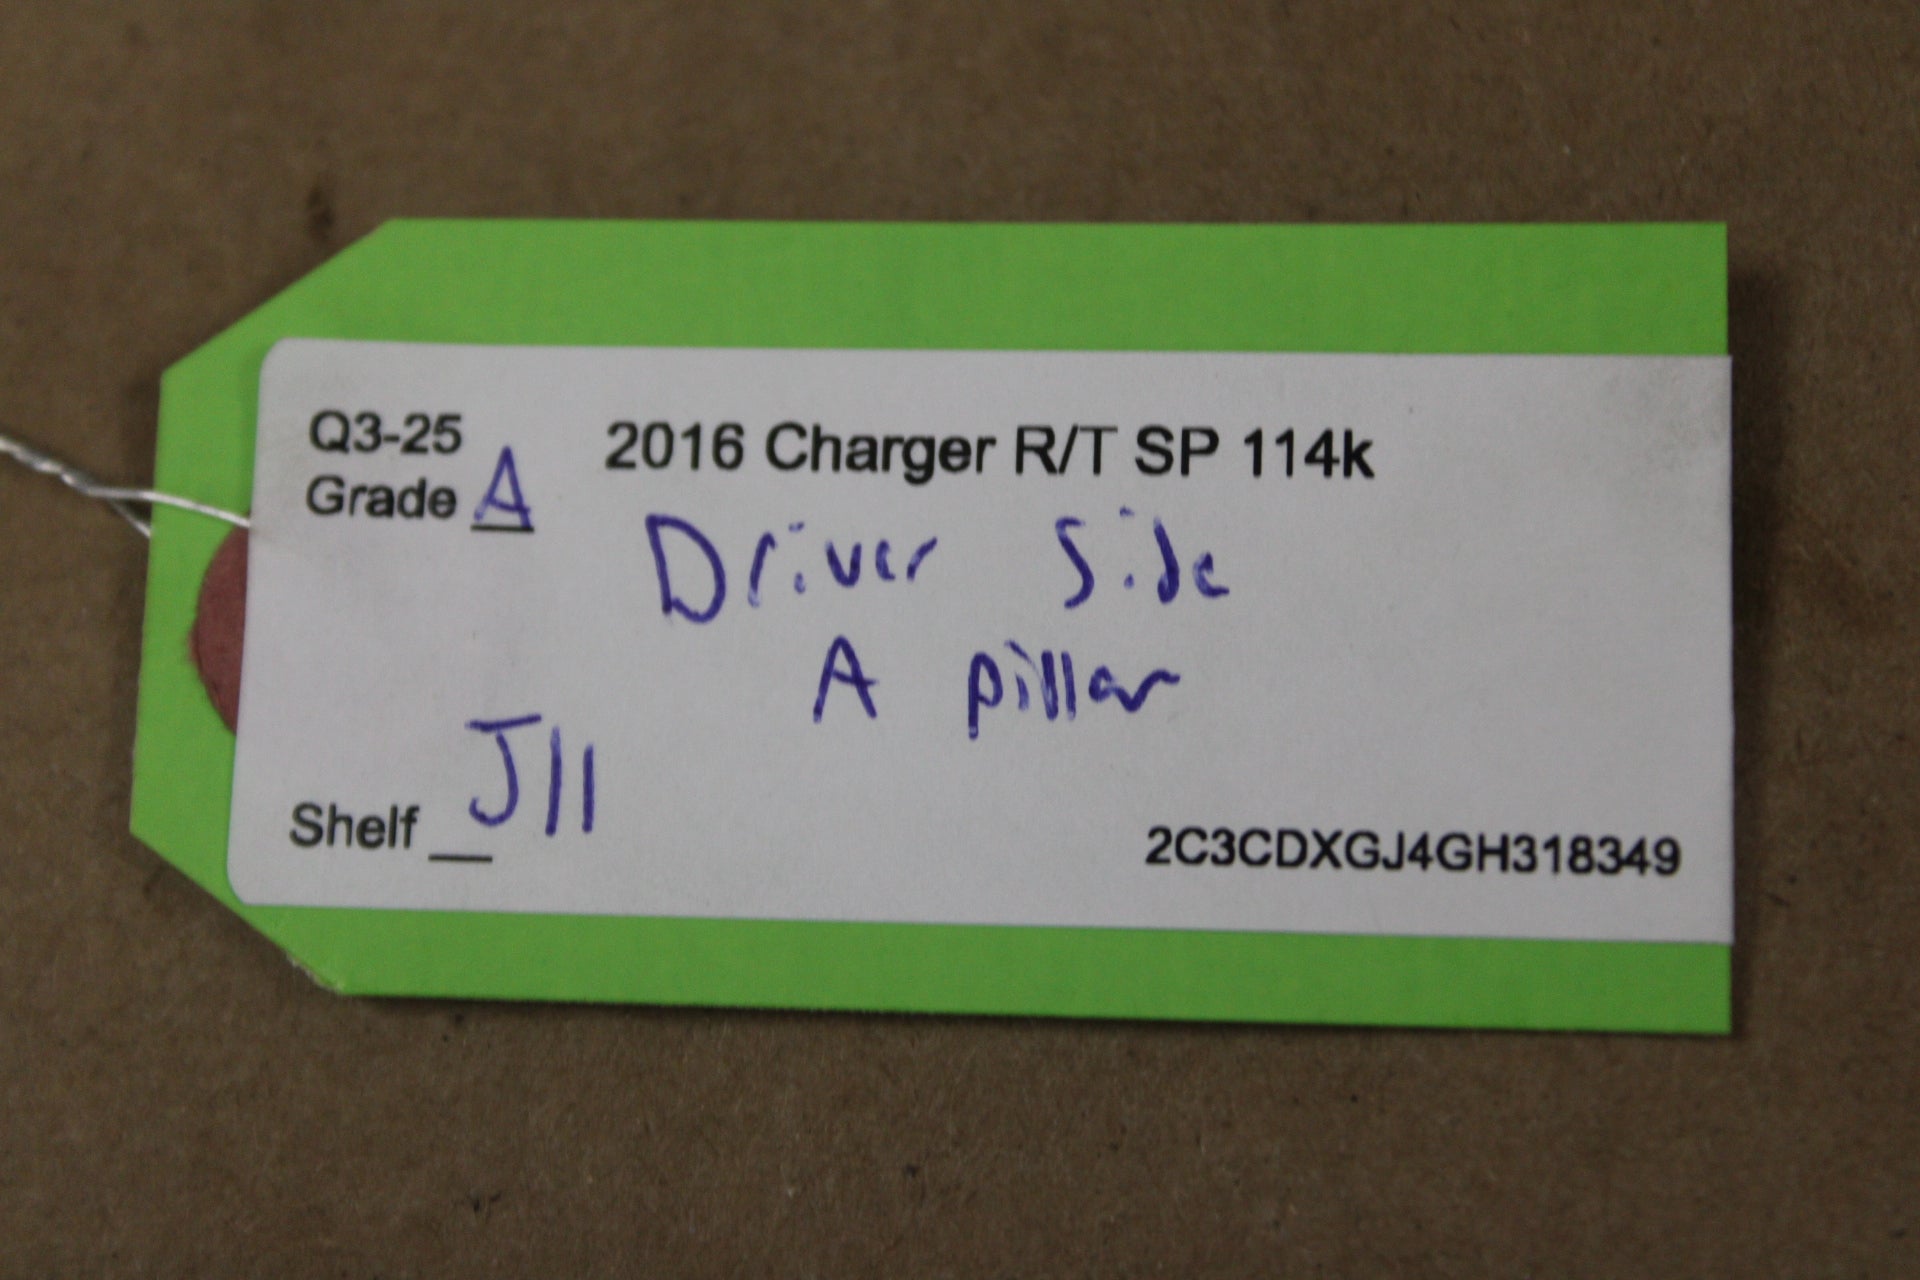 Q3-25
Grade A
2016 Charger R/T SP 114k
Driver Side
A pillar
Shelf J11
2C3CDXGJ4GH318349